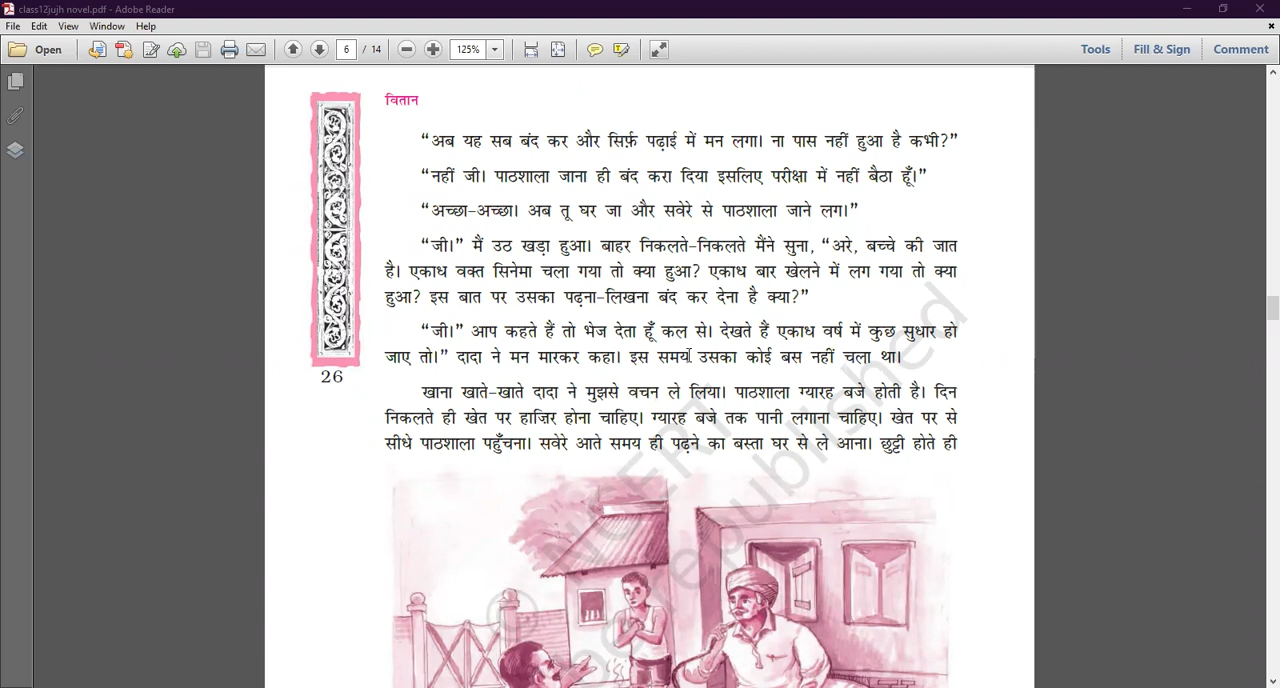 class12jujh novel.pdf - Adobe Reader
File Edit View Window Help
Open 6 / 14 125% Tools Fill & Sign Comment
वितान
“अब यह सब बंद कर और सिर्फ़ पढ़ाई में मन लगा। ना पास नहीं हुआ है कभी?”
“नहीं जी। पाठशाला जाना ही बंद करा दिया इसलिए परीक्षा में नहीं बैठा हूँ।”
“अच्छा-अच्छा। अब तू घर जा और सवेरे से पाठशाला जाने लग।”
“जी।” मैं उठ खड़ा हुआ। बाहर निकलते-निकलते मैंने सुना, “अरे, बच्चे की जात
है। एकाध वक्त सिनेमा चला गया तो क्या हुआ? एकाध बार खेलने में लग गया तो क्या
हुआ? इस बात पर उसका पढ़ना-लिखना बंद कर देना है क्या?”
“जी।” आप कहते हैं तो भेज देता हूँ कल से। देखते हैं एकाध वर्ष में कुछ सुधार हो
जाए तो।” दादा ने मन मारकर कहा। इस समय उसका कोई बस नहीं चला था।
26
खाना खाते-खाते दादा ने मुझसे वचन ले लिया। पाठशाला ग्यारह बजे होती है। दिन
निकलते ही खेत पर हाज़िर होना चाहिए। ग्यारह बजे तक पानी लगाना चाहिए। खेत पर से
सीधे पाठशाला पहुँचना। सवेरे आते समय ही पढ़ने का बस्ता घर से ले आना। छुट्टी होते ही
© NCERT
republished